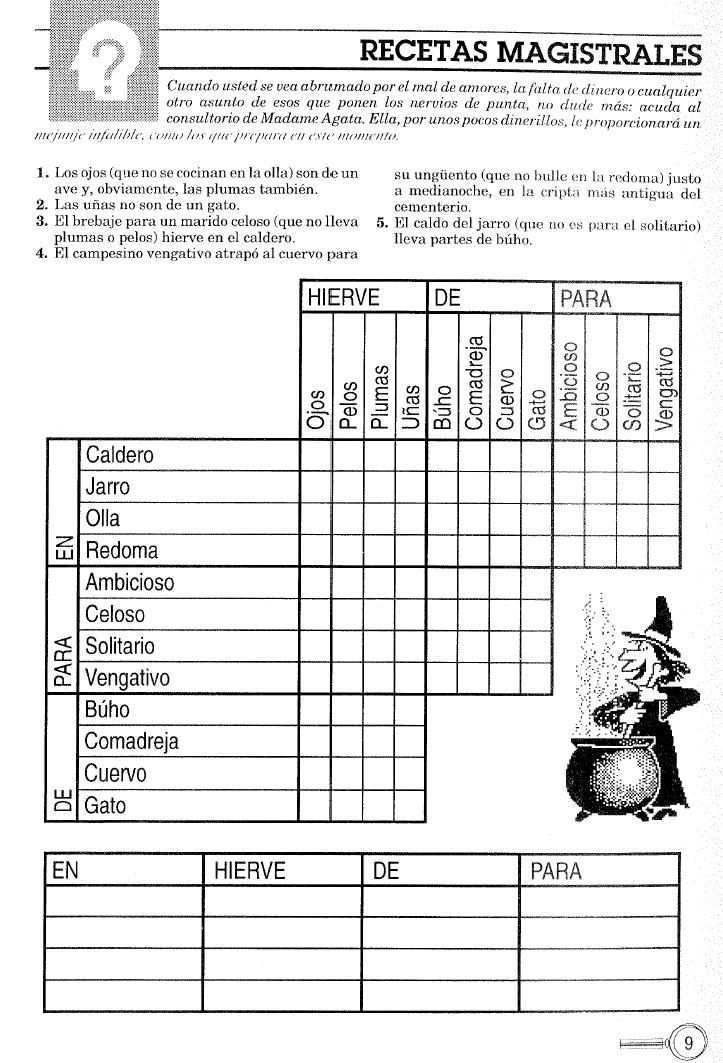 RECETAS MAGISTRALES
Cuando usted se vea abrumado por el mal de amores, la falta de dinero o cualquier
otro asunto de esos que ponen los nervios de punta, no dude más: acuda al
consultorio de Madame Agata. Ella, por unos pocos dinerillos, le proporcionará un
mejunje infalible, como los que prepara en este momento.
1. Los ojos (que no se cocinan en la olla) son de un
ave y, obviamente, las plumas también.
2. Las uñas no son de un gato.
3. El brebaje para un marido celoso (que no lleva
plumas o pelos) hierve en el caldero.
4. El campesino vengativo atrapó al cuervo para
su ungüento (que no bulle en la redoma) justo
a medianoche, en la cripta más antigua del
cementerio.
5. El caldo del jarro (que no es para el solitario)
lleva partes de búho.
HIERVE DE PARA
Ojos Pelos Plumas Uñas Búho Comadreja Cuervo Gato Ambicioso Celoso Solitario Vengativo
EN
Caldero
Jarro
Olla
Redoma
PARA
Ambicioso
Celoso
Solitario
Vengativo
DE
Búho
Comadreja
Cuervo
Gato
EN HIERVE DE PARA
9